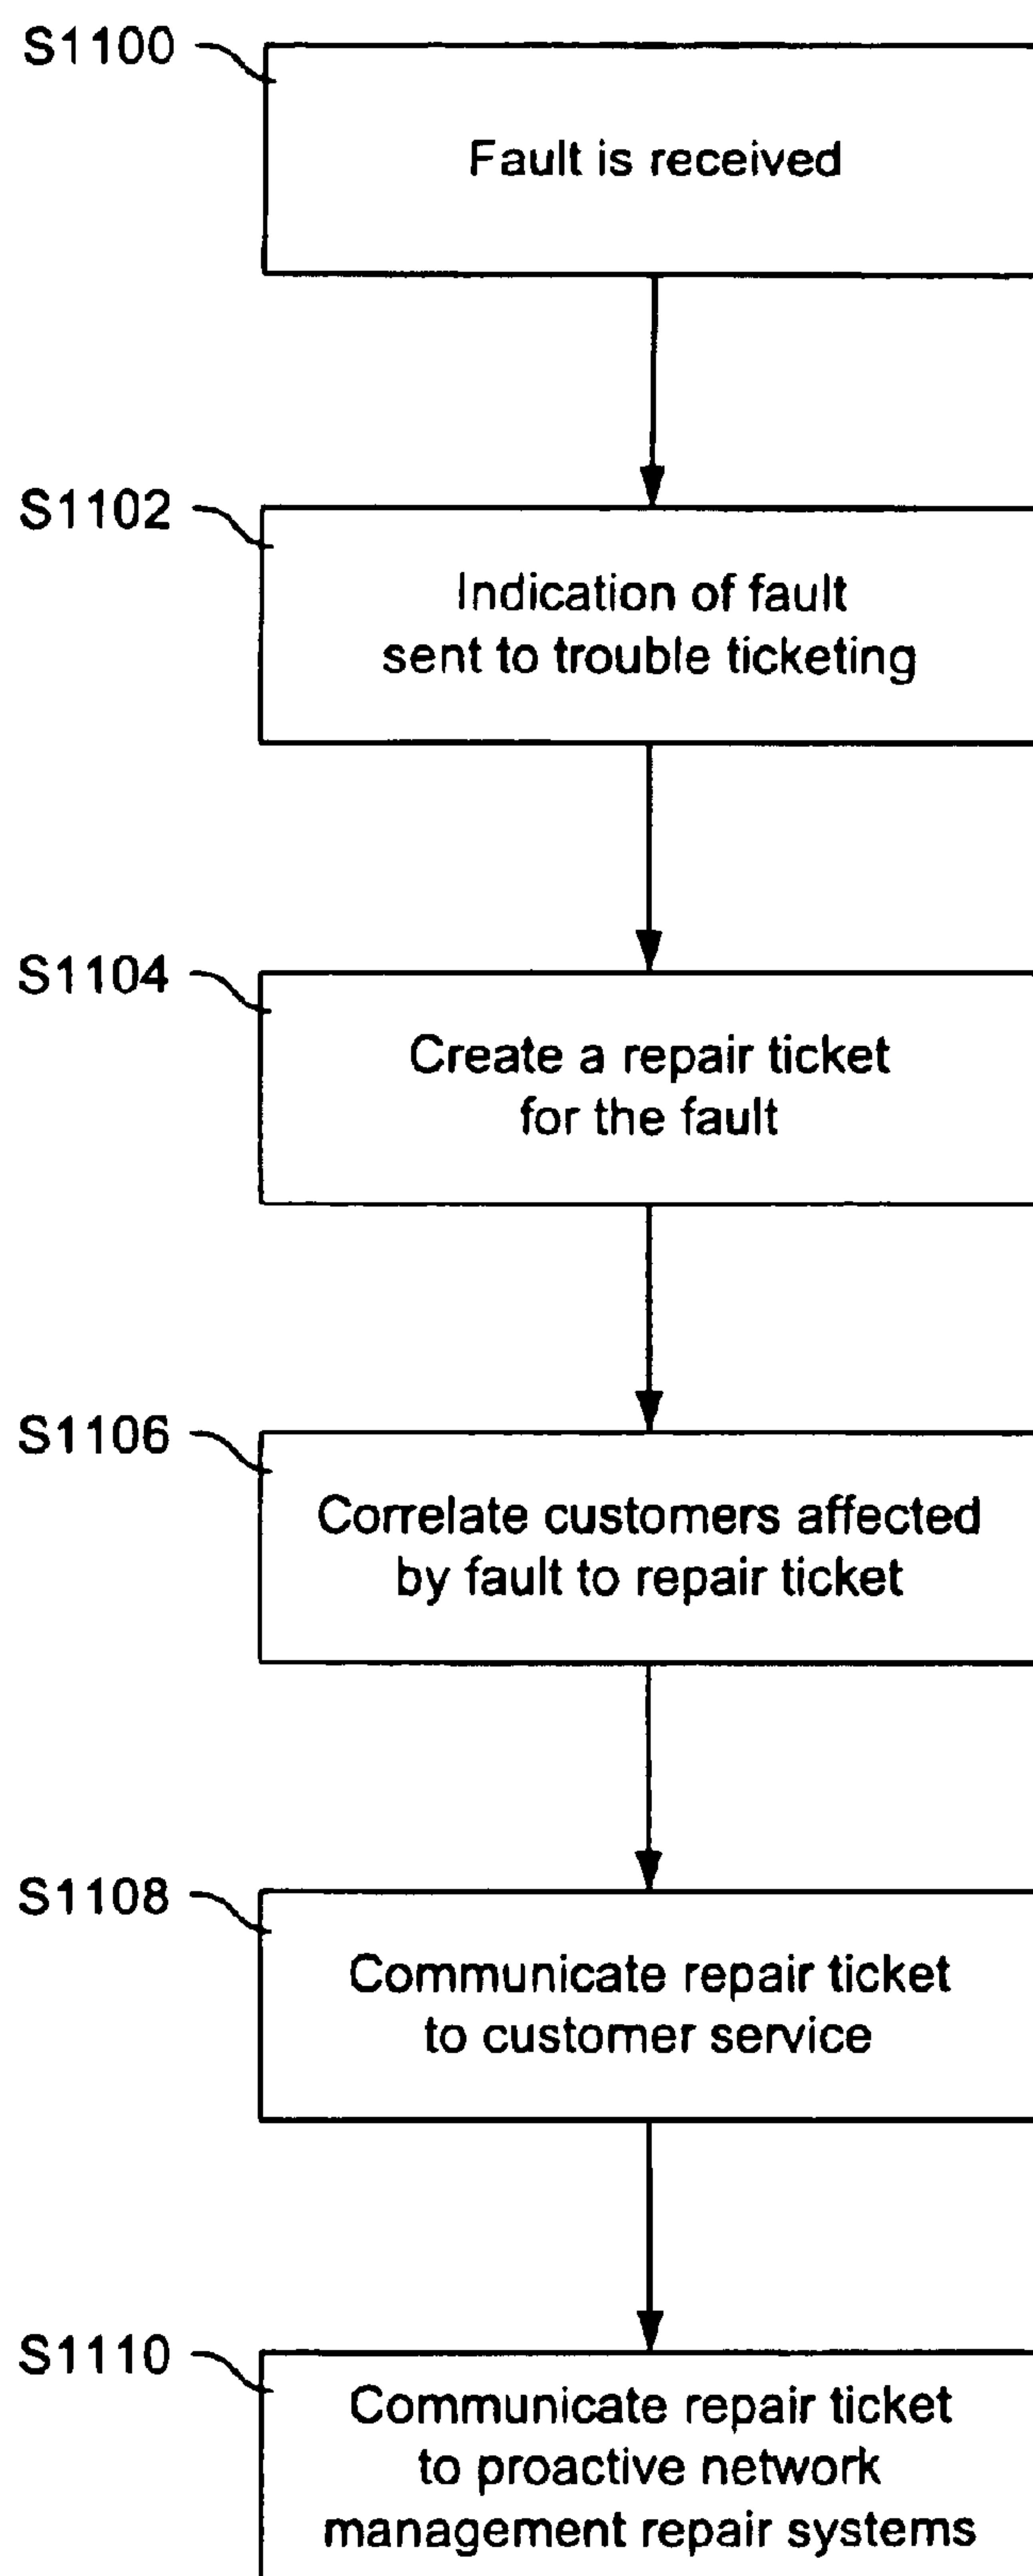 S1100
Fault is received
S1102
Indication of fault
sent to trouble ticketing
S1104
Create a repair ticket
for the fault
S1106
Correlate customers affected
by fault to repair ticket
S1108
Communicate repair ticket
to customer service
S1110
Communicate repair ticket
to proactive network
management repair systems